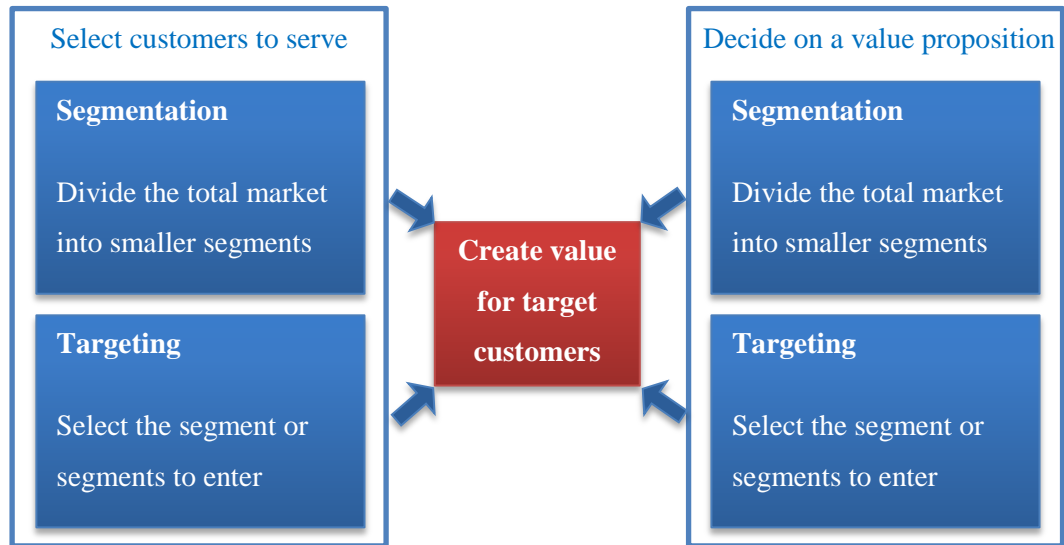 Select customers to serve
Segmentation
Divide the total market
into smaller segments
Targeting
Select the segment or
segments to enter
Create value
for target
customers
Decide on a value proposition
Segmentation
Divide the total market
into smaller segments
Targeting
Select the segment or
segments to enter